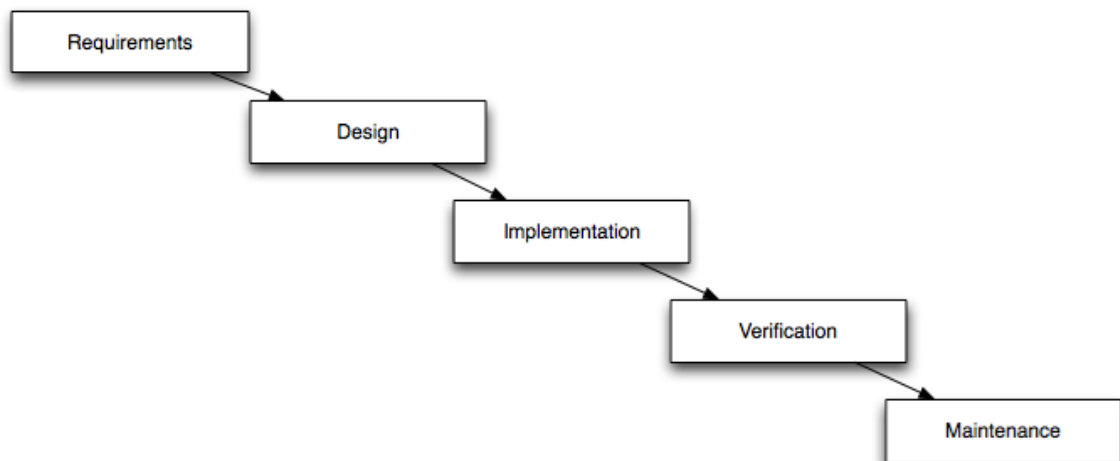 Requirements
Design
Implementation
Verification
Maintenance